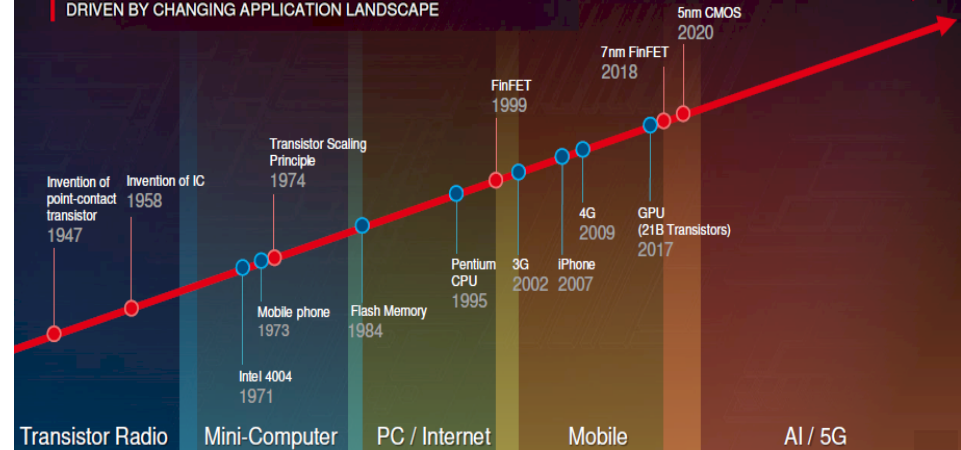 DRIVEN BY CHANGING APPLICATION LANDSCAPE
5nm CMOS
2020
7nm FinFET
2018
FinFET
1999
Transistor Scaling
Principle
1974
Invention of IC
1958
Invention of
point-contact
transistor
1947
4G
2009
GPU
(21B Transistors)
2017
Pentium
CPU
1995
3G
2002
iPhone
2007
Mobile phone
1973
Flash Memory
1984
Intel 4004
1971
Transistor Radio
Mini-Computer
PC / Internet
Mobile
AI / 5G